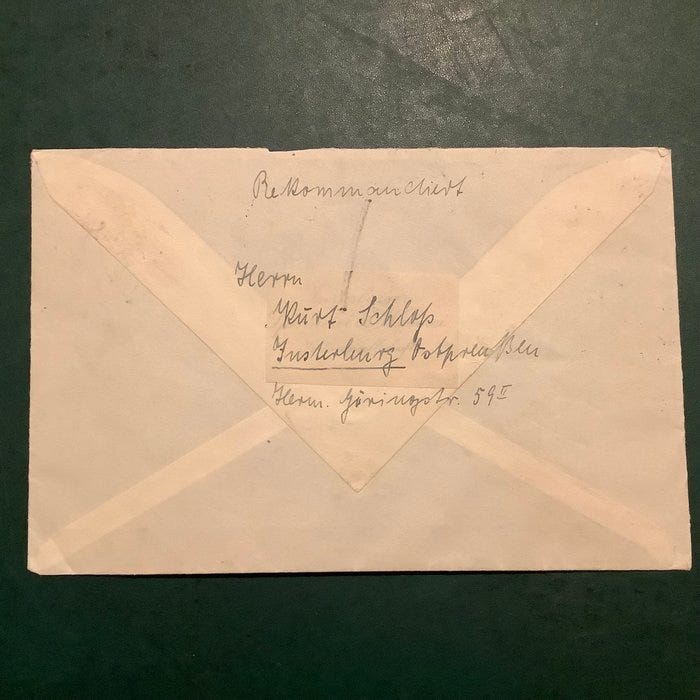 Rekommandiert
Herrn
Kurt Schloß
Insterburg Ostpreußen
Herm. Göringstr. 59 II